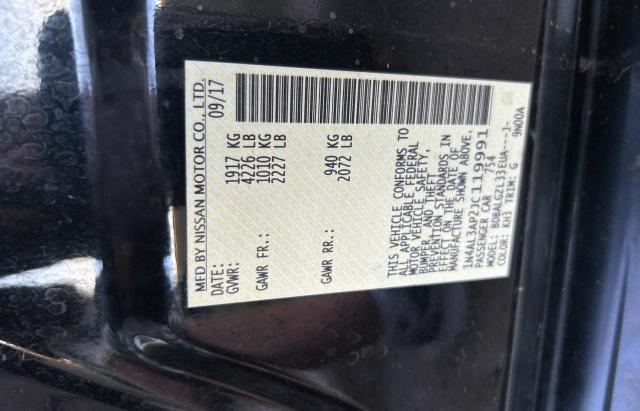 MFD BY NISSAN MOTOR CO., LTD.
DATE: 09/17
GVWR: 1917 KG
4226 LB
GAWR FR.: 1010 KG
2227 LB
GAWR RR.: 940 KG
2072 LB
THIS VEHICLE CONFORMS TO
ALL APPLICABLE FEDERAL
MOTOR VEHICLE SAFETY,
BUMPER, AND THEFT
PREVENTION STANDARDS IN
EFFECT ON THE DATE OF
MANUFACTURE SHOWN ABOVE.
1N4AL3AP2JC119991
PASSENGER CAR 754
MODEL: BDBALGZL33EUA----J-
COLOR: KH3 TRIM: G 9N00A